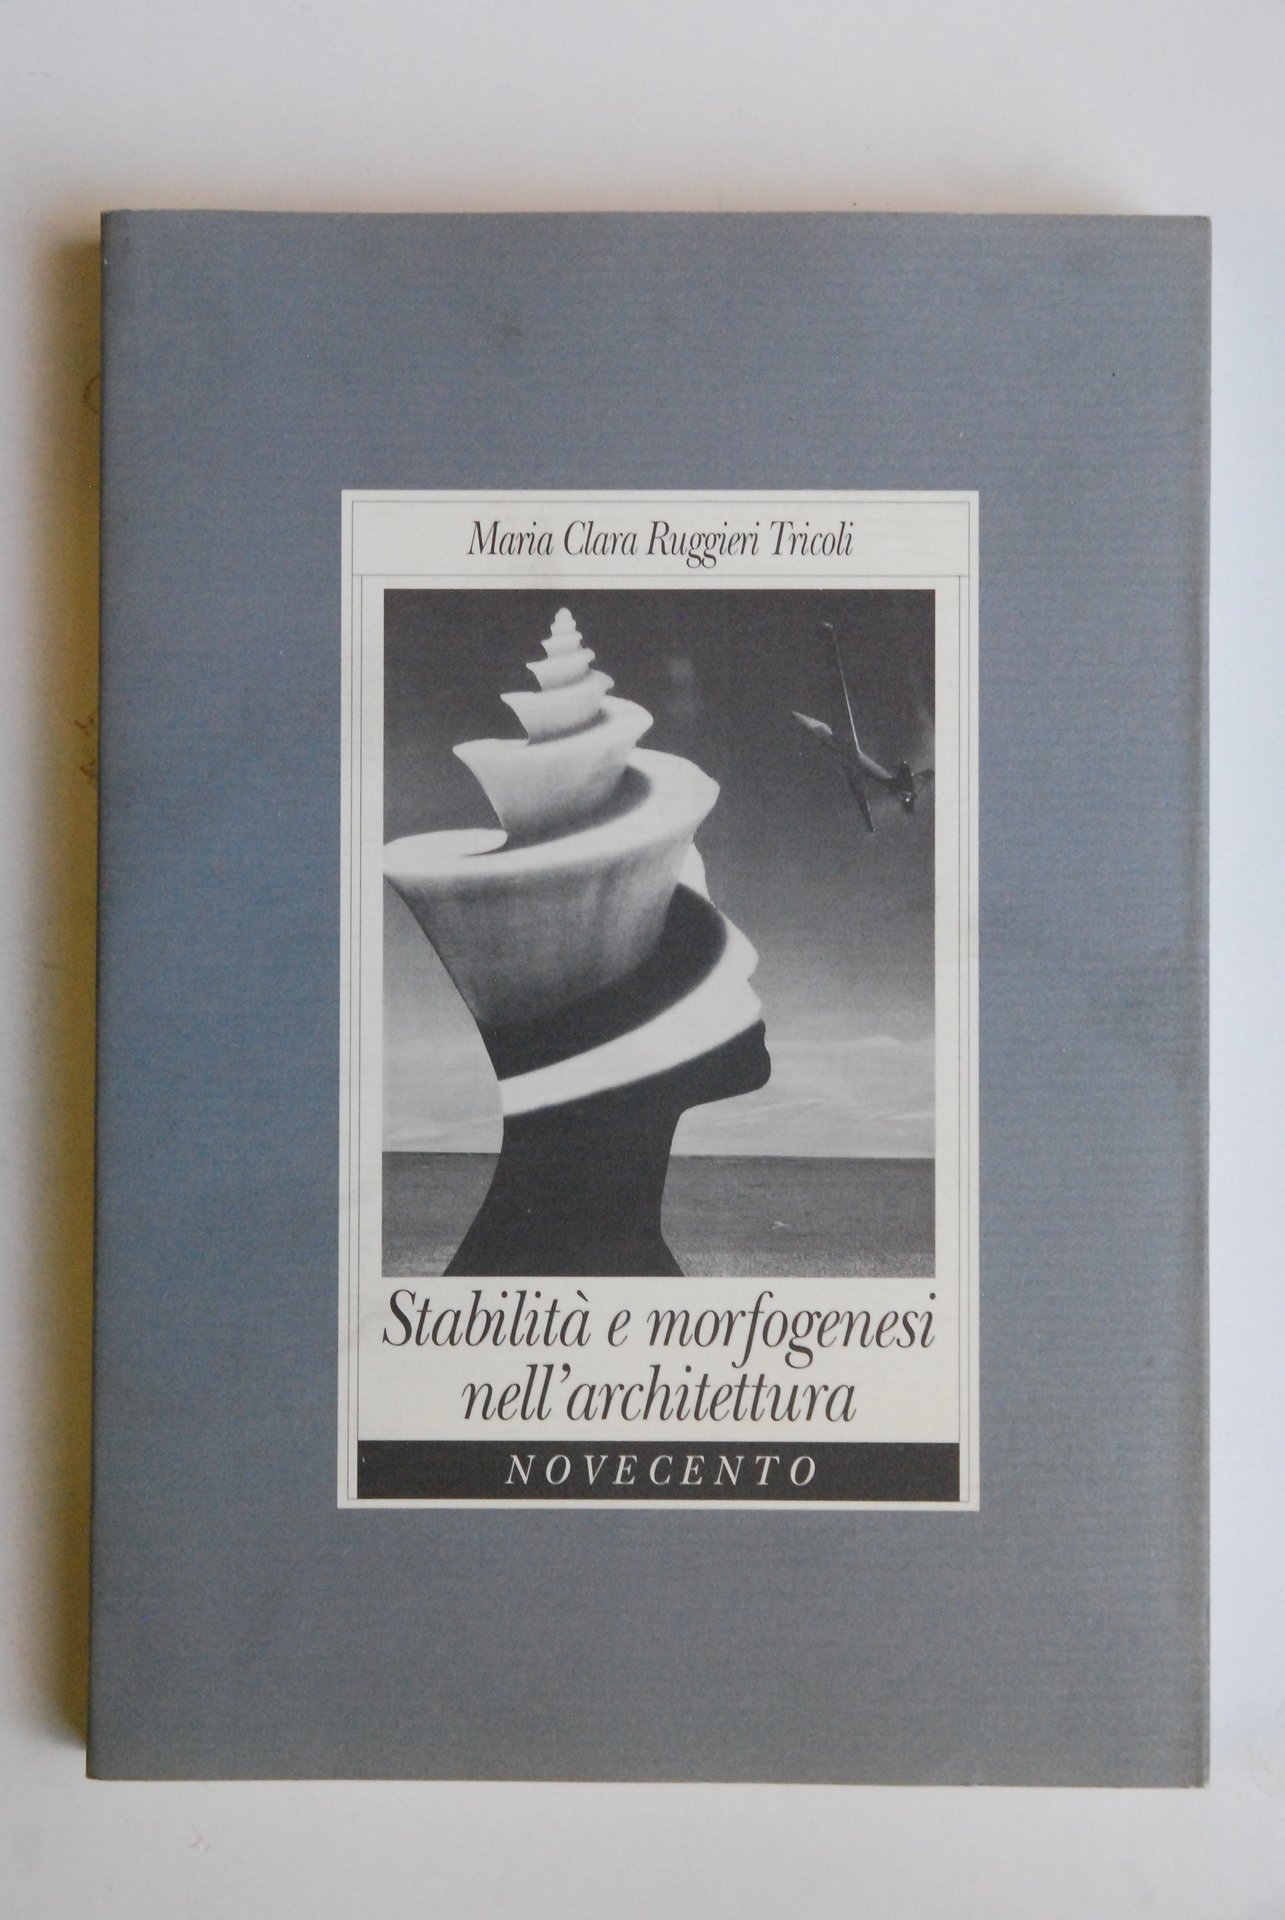 Maria Clara Ruggieri Tricoli
Stabilità e morfogenesi
nell'architettura
NOVECENTO